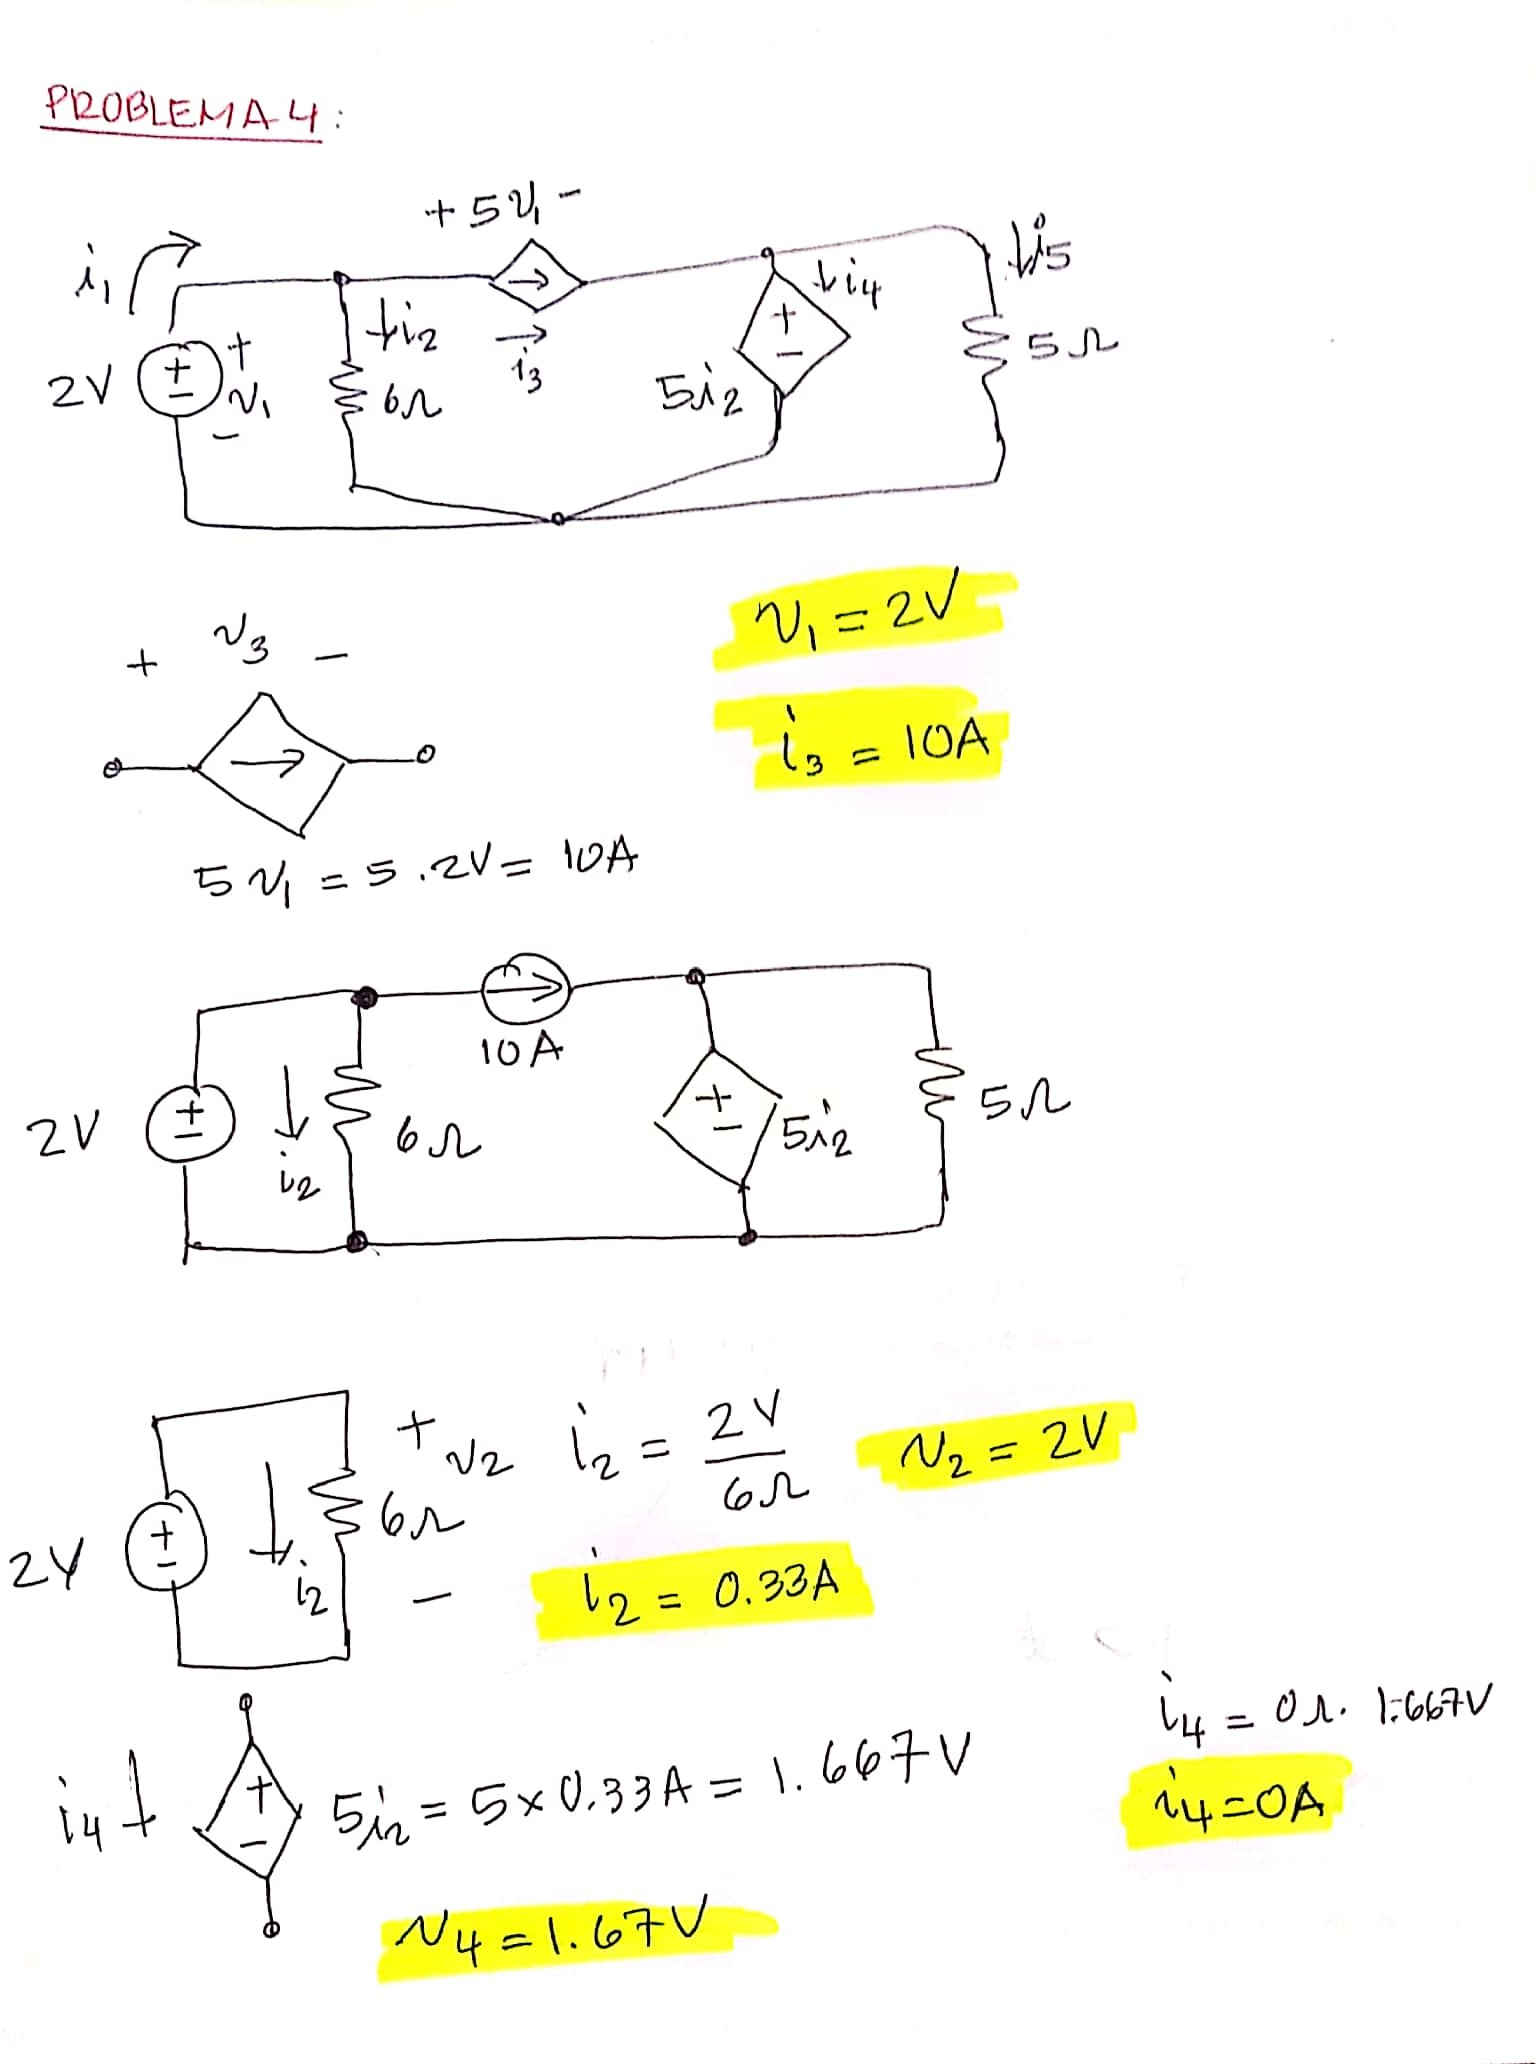 PROBLEMA 4:
+ 5v₁ -
i₁
i₂
i₃
i₄
i₅
2V
+
-
+
v₁
-
6Ω
5i₂
+
-
5Ω
v₁ = 2V
+ v₃ -
i₃ = 10A
5v₁ = 5.2V = 10A
10A
2V
+
-
i₂
6Ω
+
-
5i₂
5Ω
2V
+
-
i₂
+
v₂
6Ω
-
i₂ = 2V / 6Ω
v₂ = 2V
i₂ = 0.33A
i₄
+
-
5i₂ = 5x0.33A = 1.667V
i₄ = 0Ω. 1.667V
i₄ = 0A
v₄ = 1.67V